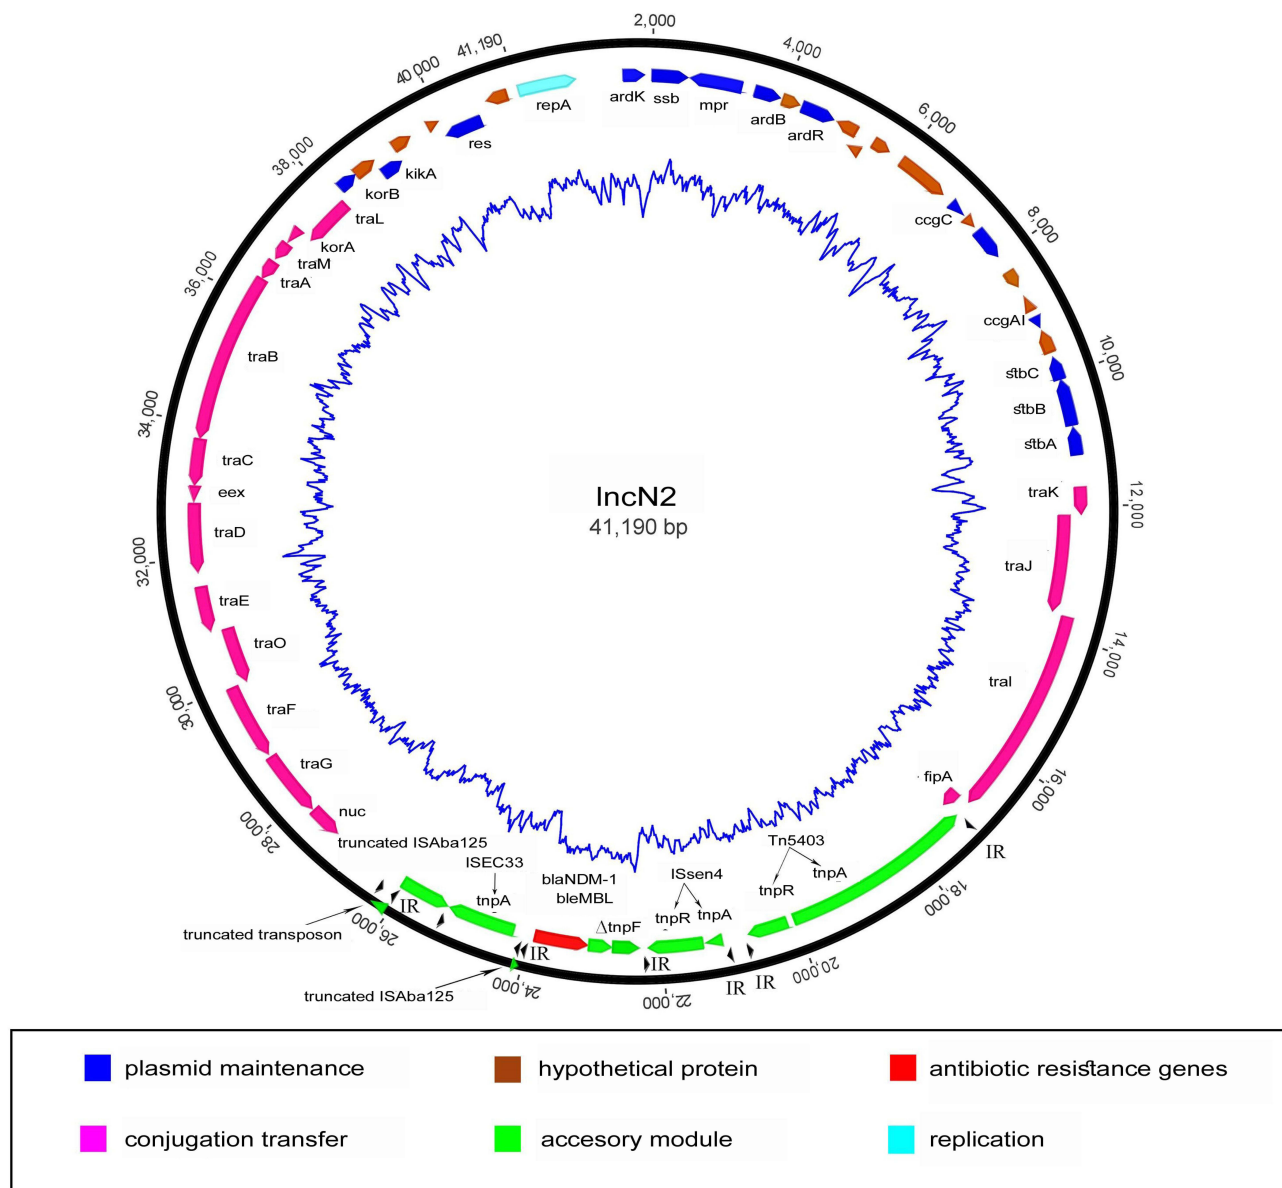 2,000
4,000
6,000
8,000
10,000
12,000
14,000
16,000
18,000
20,000
22,000
24,000
26,000
28,000
30,000
32,000
34,000
36,000
38,000
40,000
41,190
repA
ardK
ssb
mpr
ardB
ardR
ccgC
ccgAI
stbC
stbB
stbA
traK
traJ
traI
fipA
IR
Tn5403
tnpA
tnpR
IR
IR
ISsen4
tnpR
tnpA
IR
ΔtnpF
blaNDM-1
bleMBL
IR
ISEC33
tnpA
truncated ISAba125
IR
truncated ISAba125
truncated transposon
nuc
traG
traF
traO
traE
traD
eex
traC
traB
traA
traM
korA
traL
korB
kikA
res
IncN2
41,190 bp
plasmid maintenance
hypothetical protein
antibiotic resistance genes
conjugation transfer
accesory module
replication